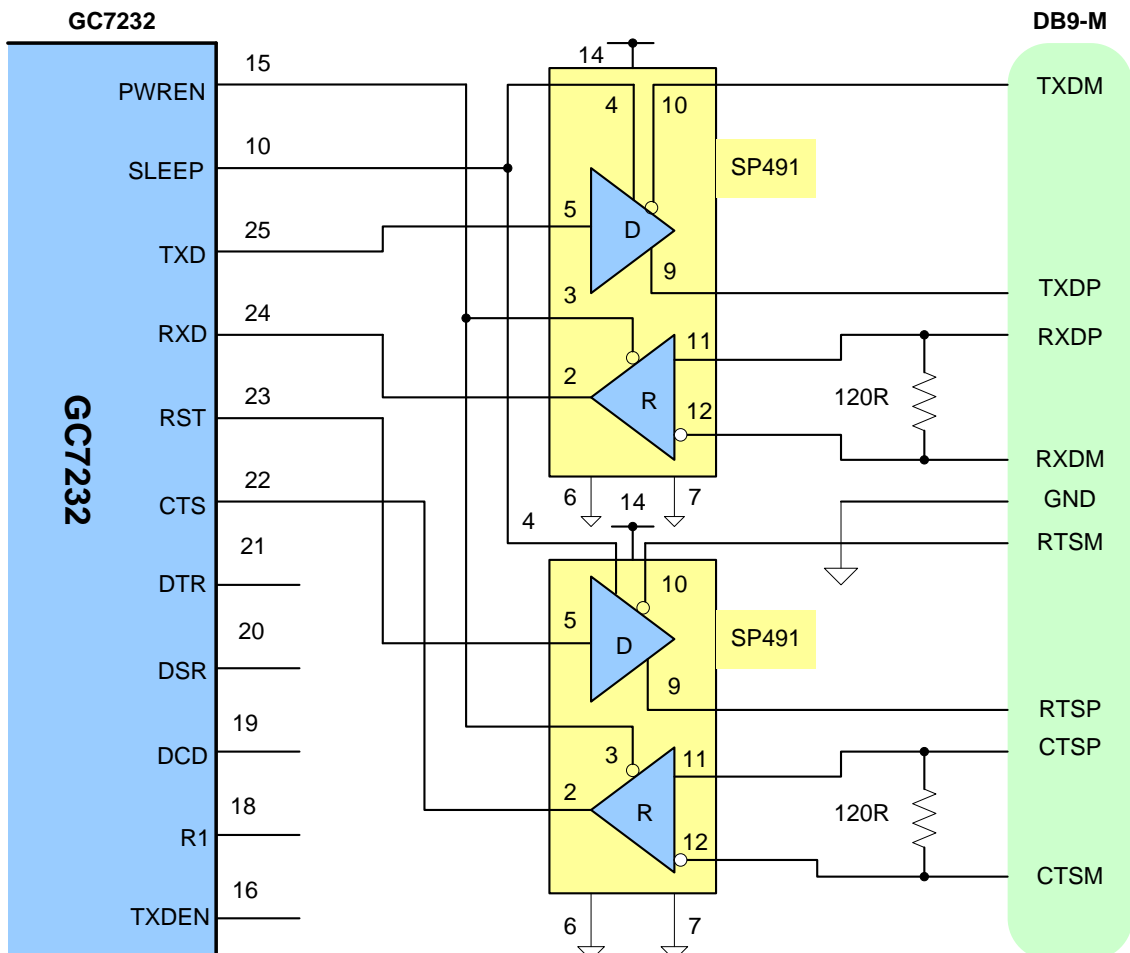 GC7232
DB9-M
GC7232
PWREN
15
SLEEP
10
TXD
25
RXD
24
RST
23
CTS
22
DTR
21
DSR
20
DCD
19
R1
18
TXDEN
16
14
4
10
SP491
5
D
9
3
11
2
R
12
6
7
14
4
10
SP491
5
D
9
3
11
2
R
12
6
7
120R
120R
TXDM
TXDP
RXDP
RXDM
GND
RTSM
RTSP
CTSP
CTSM